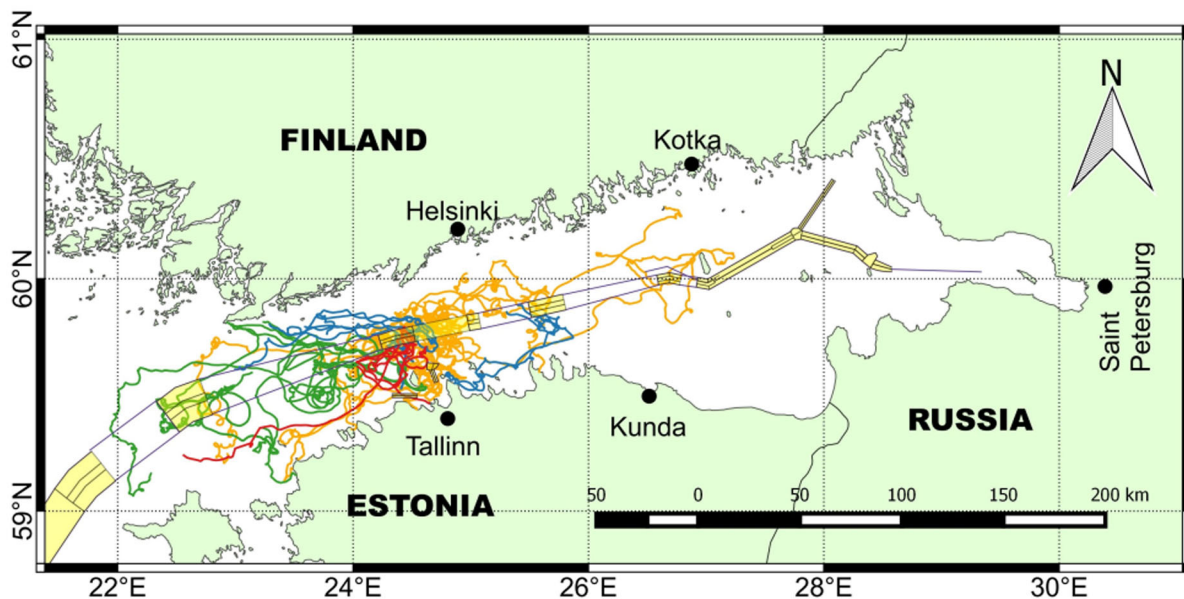 61°N
N
FINLAND
Kotka
Helsinki
60°N
Saint
Petersburg
Kunda
RUSSIA
Tallinn
ESTONIA
50 0 50 100 150 200 km
59°N
22°E 24°E 26°E 28°E 30°E